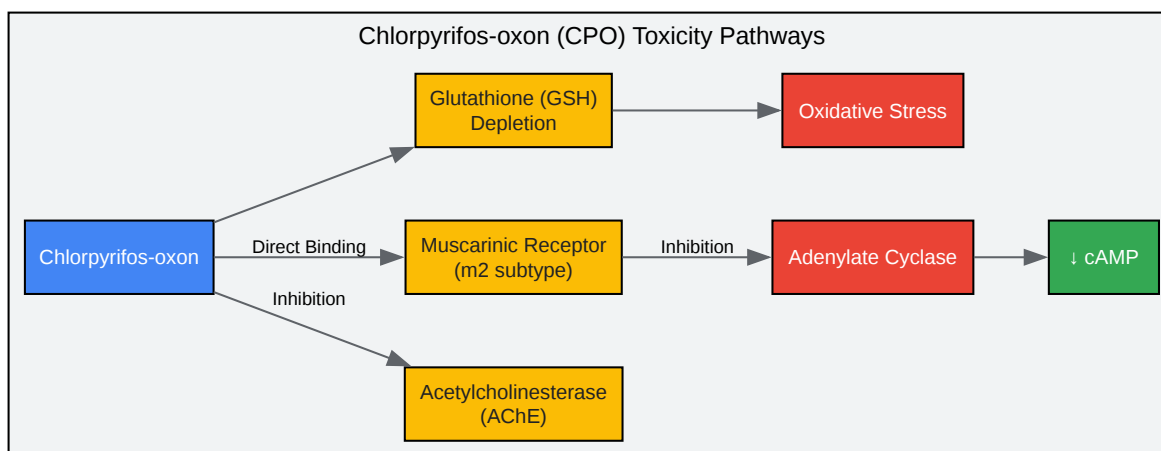 Chlorpyrifos-oxon (CPO) Toxicity Pathways
Glutathione (GSH)
Depletion
Oxidative Stress
Chlorpyrifos-oxon
Direct Binding
Muscarinic Receptor
(m2 subtype)
Inhibition
Adenylate Cyclase
↓ cAMP
Inhibition
Acetylcholinesterase
(AChE)